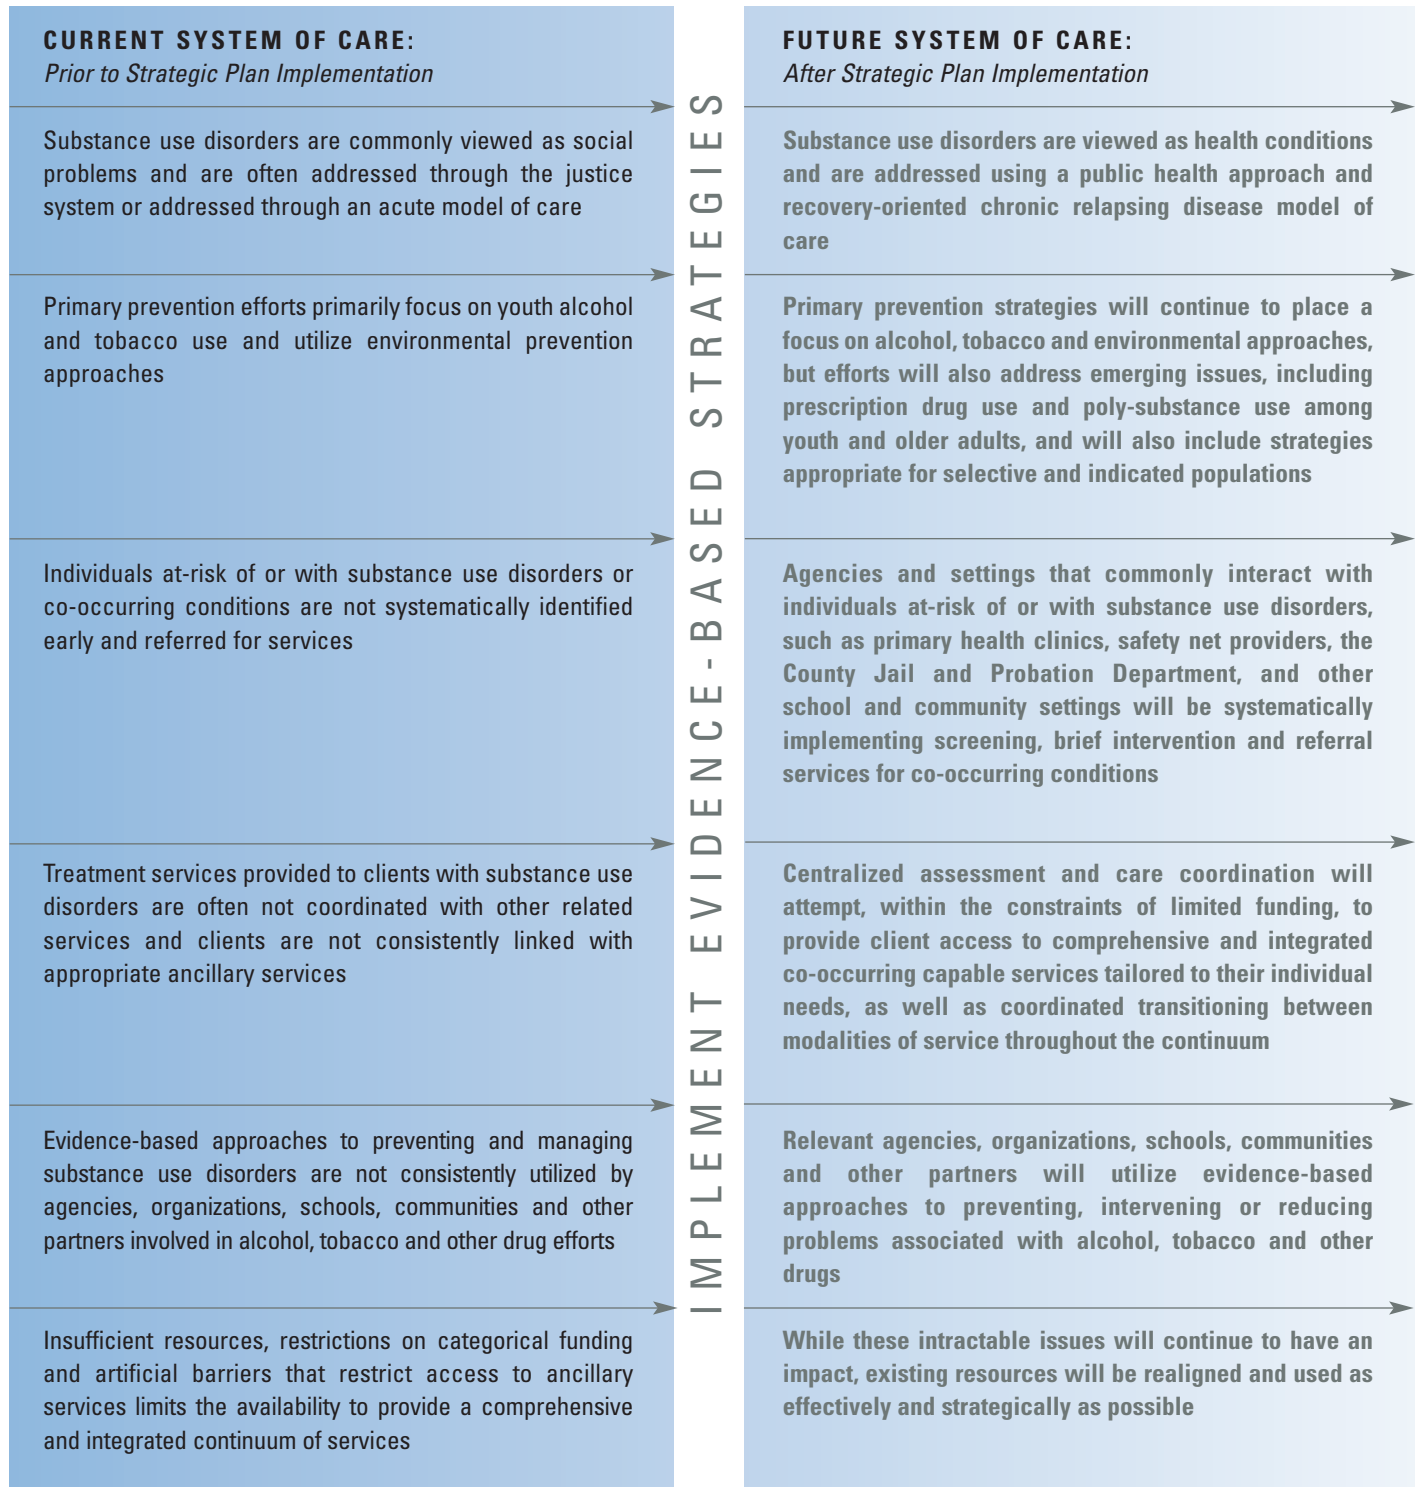 CURRENT SYSTEM OF CARE:
Prior to Strategic Plan Implementation
Substance use disorders are commonly viewed as social
problems and are often addressed through the justice
system or addressed through an acute model of care
Primary prevention efforts primarily focus on youth alcohol
and tobacco use and utilize environmental prevention
approaches
Individuals at-risk of or with substance use disorders or
co-occurring conditions are not systematically identified
early and referred for services
Treatment services provided to clients with substance use
disorders are often not coordinated with other related
services and clients are not consistently linked with
appropriate ancillary services
Evidence-based approaches to preventing and managing
substance use disorders are not consistently utilized by
agencies, organizations, schools, communities and other
partners involved in alcohol, tobacco and other drug efforts
Insufficient resources, restrictions on categorical funding
and artificial barriers that restrict access to ancillary
services limits the availability to provide a comprehensive
and integrated continuum of services
IMPLEMENT EVIDENCE-BASED STRATEGIES
FUTURE SYSTEM OF CARE:
After Strategic Plan Implementation
Substance use disorders are viewed as health conditions
and are addressed using a public health approach and
recovery-oriented chronic relapsing disease model of
care
Primary prevention strategies will continue to place a
focus on alcohol, tobacco and environmental approaches,
but efforts will also address emerging issues, including
prescription drug use and poly-substance use among
youth and older adults, and will also include strategies
appropriate for selective and indicated populations
Agencies and settings that commonly interact with
individuals at-risk of or with substance use disorders,
such as primary health clinics, safety net providers, the
County Jail and Probation Department, and other
school and community settings will be systematically
implementing screening, brief intervention and referral
services for co-occurring conditions
Centralized assessment and care coordination will
attempt, within the constraints of limited funding, to
provide client access to comprehensive and integrated
co-occurring capable services tailored to their individual
needs, as well as coordinated transitioning between
modalities of service throughout the continuum
Relevant agencies, organizations, schools, communities
and other partners will utilize evidence-based
approaches to preventing, intervening or reducing
problems associated with alcohol, tobacco and other
drugs
While these intractable issues will continue to have an
impact, existing resources will be realigned and used as
effectively and strategically as possible